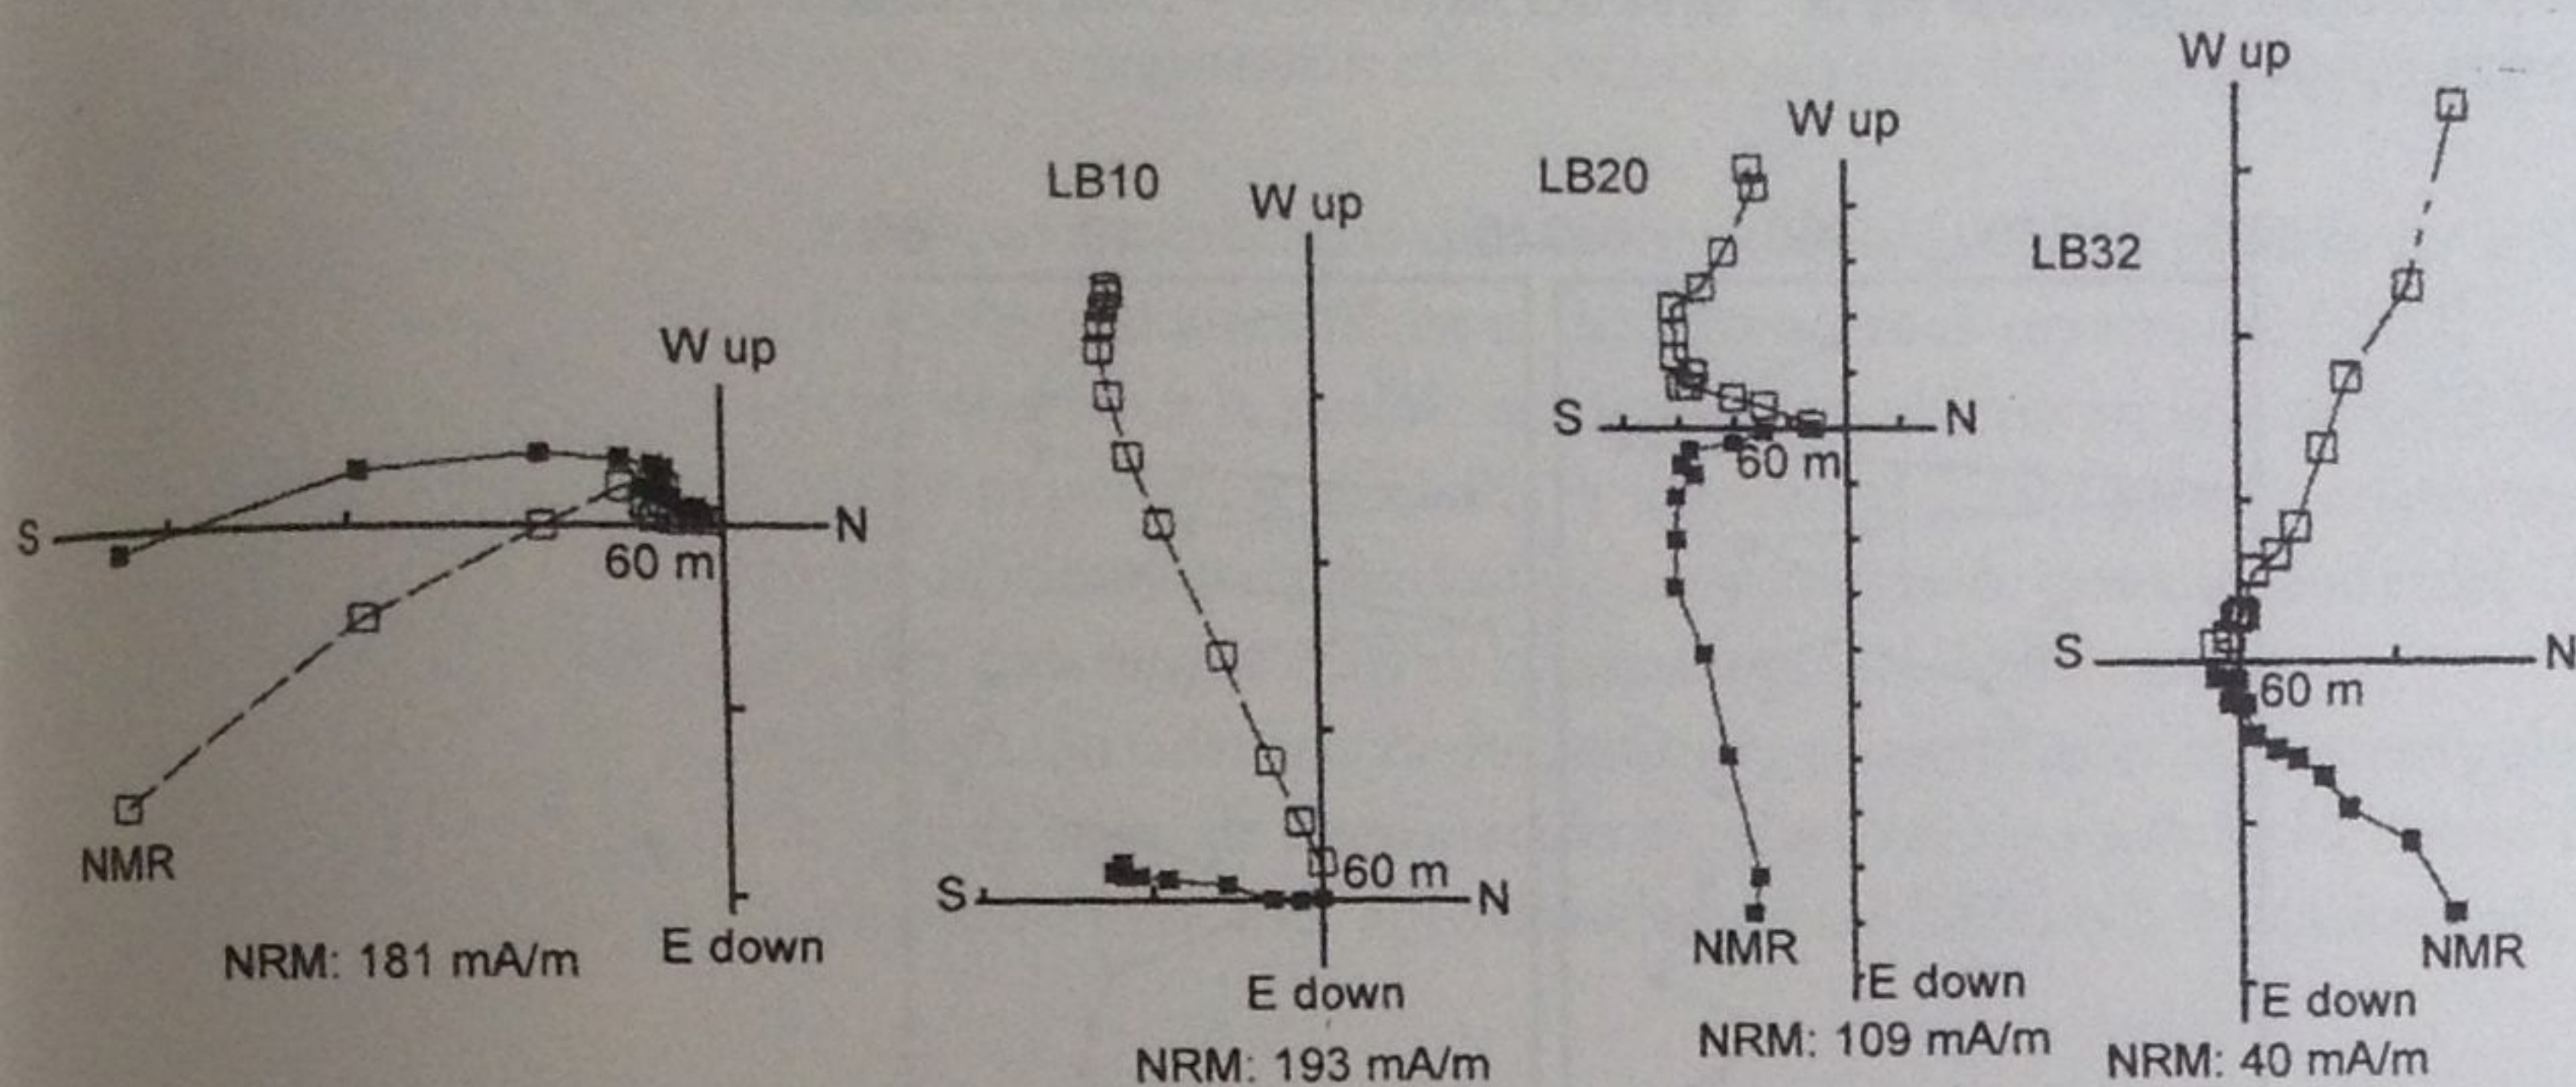 W up
S
N
60 m
NMR
E down
NRM: 181 mA/m
LB10
W up
60 m
S
N
E down
NRM: 193 mA/m
LB20
W up
S
N
60 m
NMR
E down
NRM: 109 mA/m
W up
LB32
S
N
60 m
NMR
E down
NRM: 40 mA/m